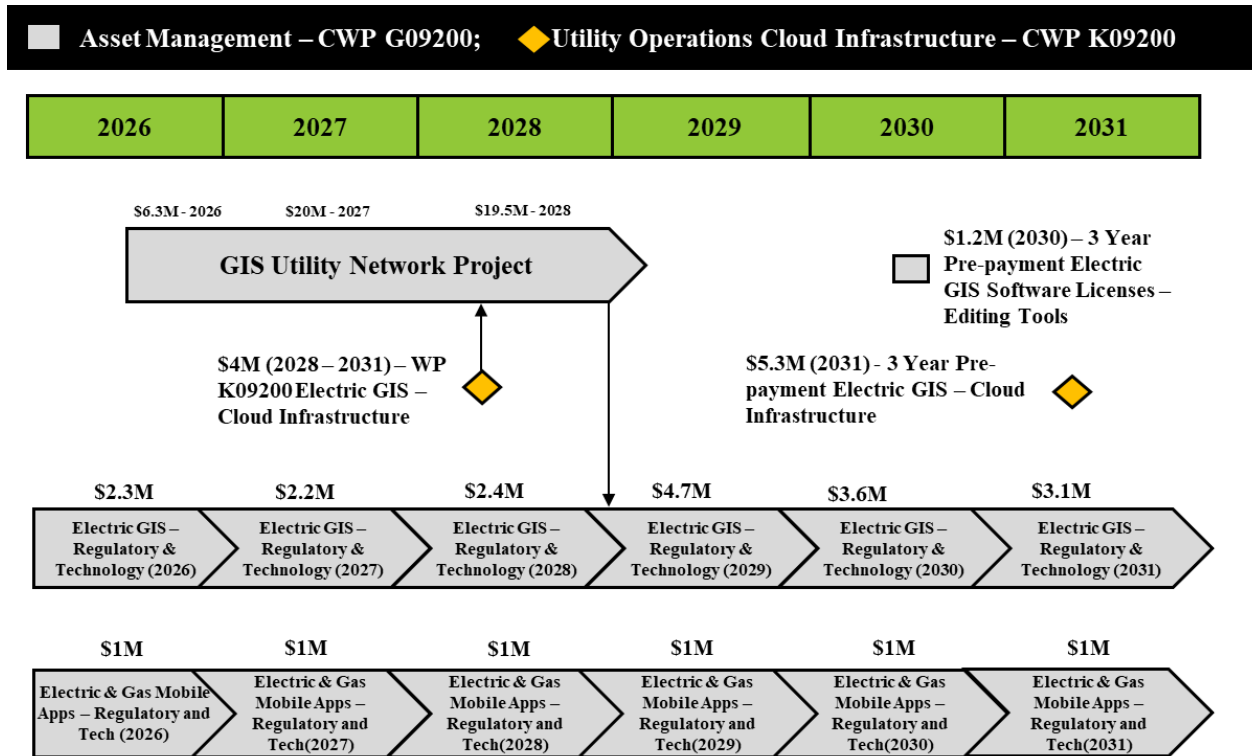 Asset Management – CWP G09200; Utility Operations Cloud Infrastructure – CWP K09200
2026 2027 2028 2029 2030 2031
$6.3M - 2026 $20M - 2027 $19.5M - 2028
GIS Utility Network Project
$1.2M (2030) – 3 Year
Pre-payment Electric
GIS Software Licenses –
Editing Tools
$4M (2028 – 2031) – WP
K09200 Electric GIS –
Cloud Infrastructure
$5.3M (2031) - 3 Year Pre-
payment Electric GIS – Cloud
Infrastructure
$2.3M $2.2M $2.4M $4.7M $3.6M $3.1M
Electric GIS –
Regulatory &
Technology (2026)
Electric GIS –
Regulatory &
Technology (2027)
Electric GIS –
Regulatory &
Technology (2028)
Electric GIS –
Regulatory &
Technology (2029)
Electric GIS –
Regulatory &
Technology (2030)
Electric GIS –
Regulatory &
Technology (2031)
$1M $1M $1M $1M $1M $1M
Electric & Gas Mobile
Apps – Regulatory and
Tech (2026)
Electric & Gas
Mobile Apps –
Regulatory and
Tech(2027)
Electric & Gas
Mobile Apps –
Regulatory and
Tech(2028)
Electric & Gas
Mobile Apps –
Regulatory and
Tech(2029)
Electric & Gas
Mobile Apps –
Regulatory and
Tech(2030)
Electric & Gas
Mobile Apps –
Regulatory and
Tech(2031)